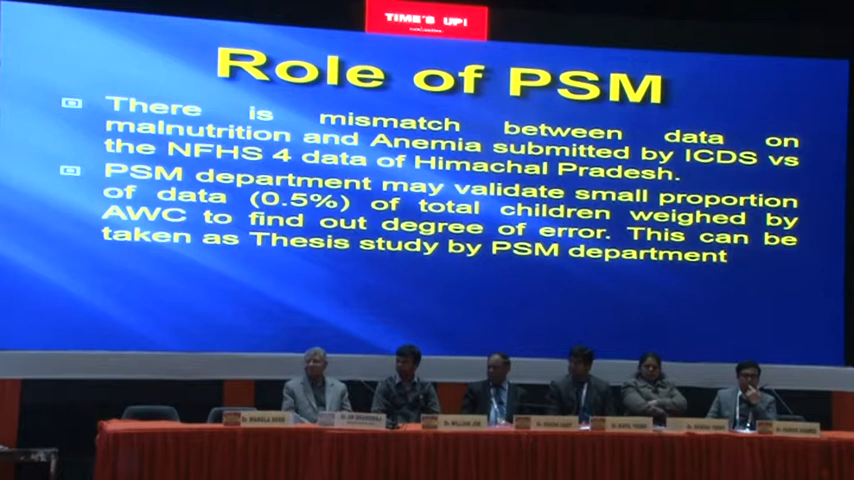 TIME'S UP!
Role of PSM
There is mismatch between data on
malnutrition and Anemia submitted by ICDS vs
the NFHS 4 data of Himachal Pradesh.
PSM department may validate small proportion
of data (0.5%) of total children weighed by
AWC to find out degree of error. This can be
taken as Thesis study by PSM department